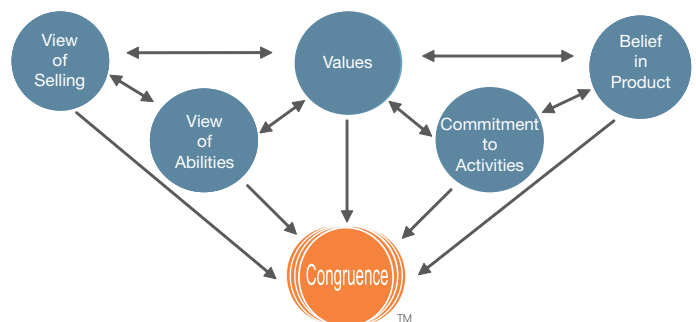 View
of
Selling
Values
Belief
in
Product
View
of
Abilities
Commitment
to
Activities
Congruence
TM